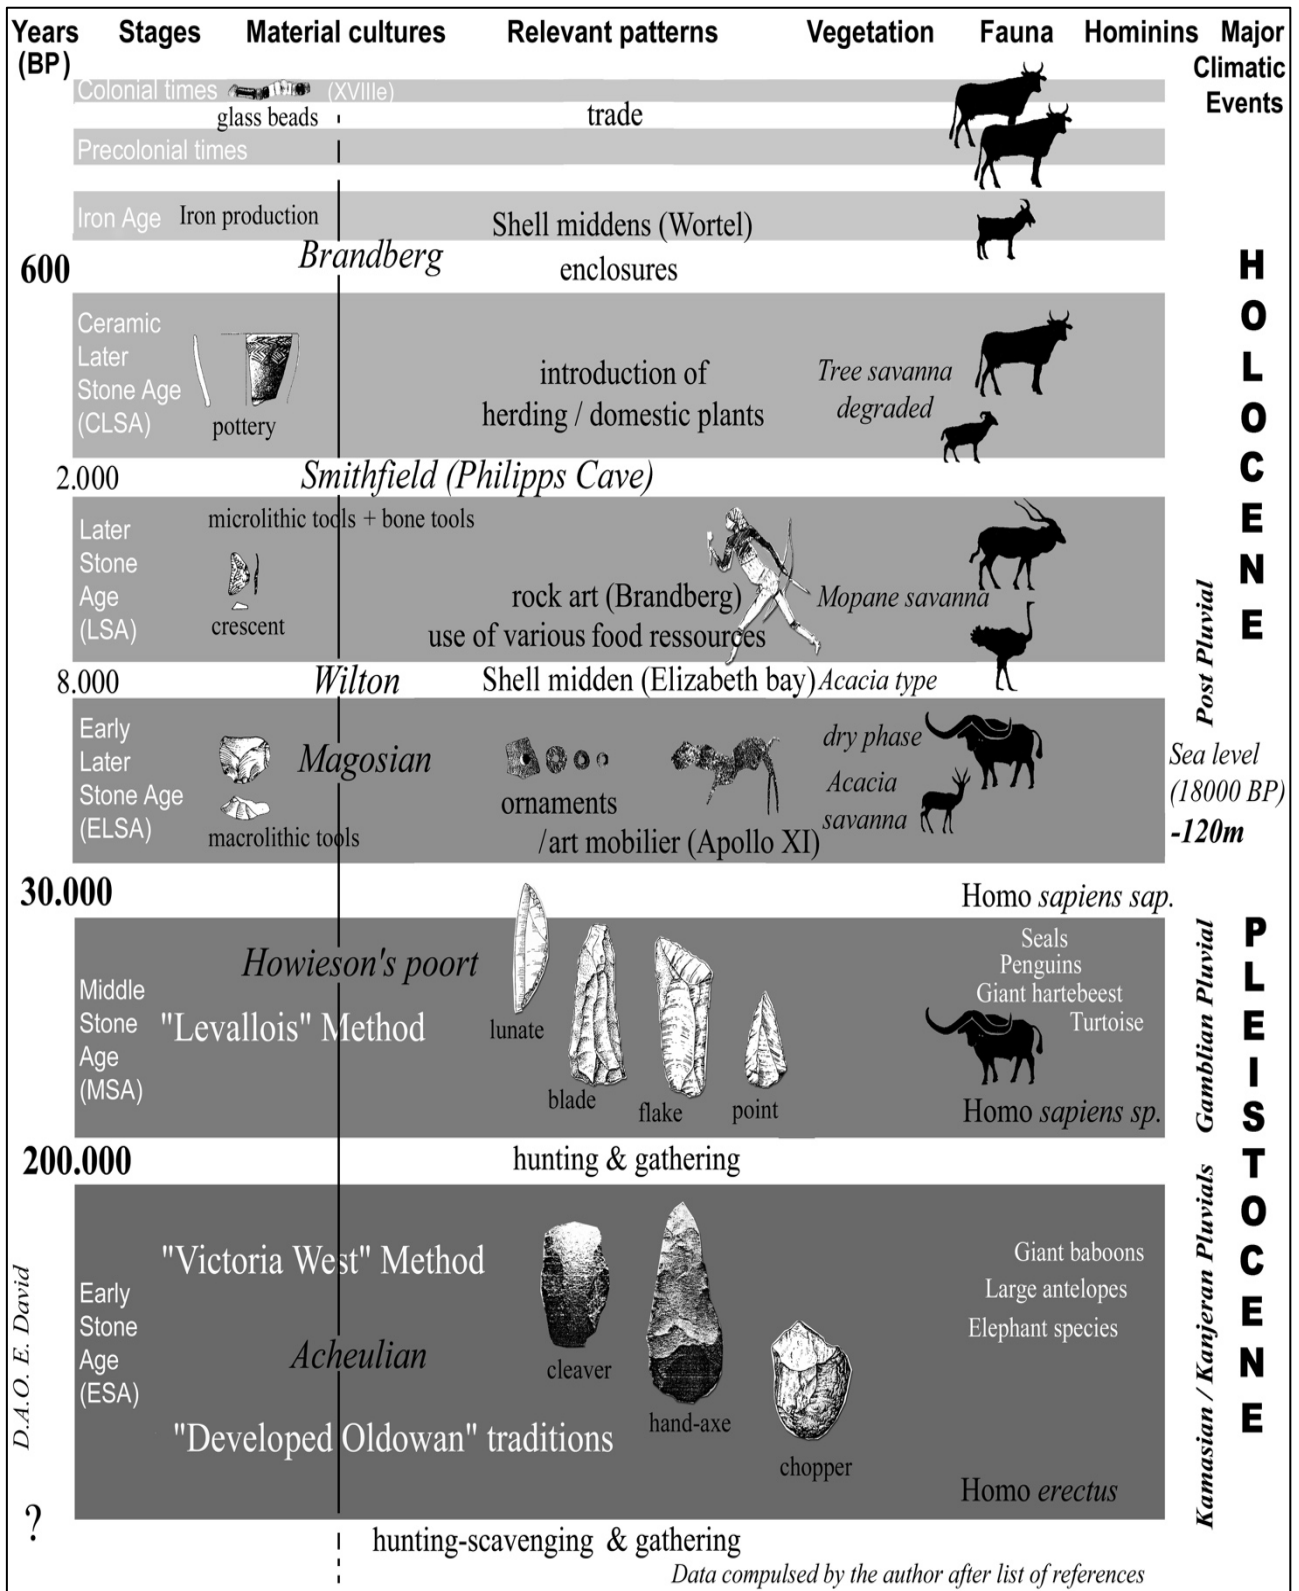 Years
(BP)
Stages
Material cultures
Relevant patterns
Vegetation
Fauna
Hominins
Major
Climatic
Events
Colonial times
(XVIIIe)
glass beads
trade
Precolonial times
Iron Age
Iron production
Shell middens (Wortel)
Brandberg
600
enclosures
Ceramic
Later
Stone Age
(CLSA)
pottery
introduction of
herding / domestic plants
Tree savanna
degraded
2.000
Smithfield (Philipps Cave)
Later
Stone
Age
(LSA)
microlithic tools + bone tools
crescent
rock art (Brandberg)
use of various food ressources
Mopane savanna
8.000
Wilton
Shell midden (Elizabeth bay)
Acacia type
Early
Later
Stone Age
(ELSA)
Magosian
macrolithic tools
ornaments
/art mobilier (Apollo XI)
dry phase
Acacia
savanna
HOLOCENE
Post Pluvial
Sea level
(18000 BP)
-120m
30.000
Homo sapiens sap.
Middle
Stone
Age
(MSA)
Howieson's poort
"Levallois" Method
lunate
blade
flake
point
Seals
Penguins
Giant hartebeest
Turtoise
Homo sapiens sp.
Gamblian Pluvial
200.000
hunting & gathering
Early
Stone
Age
(ESA)
"Victoria West" Method
Acheulian
"Developed Oldowan" traditions
cleaver
hand-axe
chopper
Giant baboons
Large antelopes
Elephant species
Homo erectus
Kamasian / Kanjeran Pluvials
PLEISTOCENE
?
hunting-scavenging & gathering
D.A.O. E. David
Data compulsed by the author after list of references